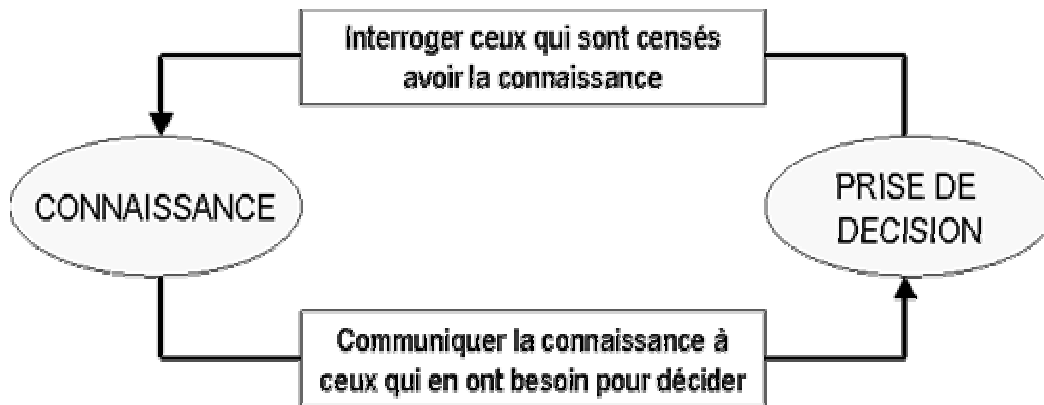 Interroger ceux qui sont censés
avoir la connaissance
CONNAISSANCE
PRISE DE
DECISION
Communiquer la connaissance à
ceux qui en ont besoin pour décider